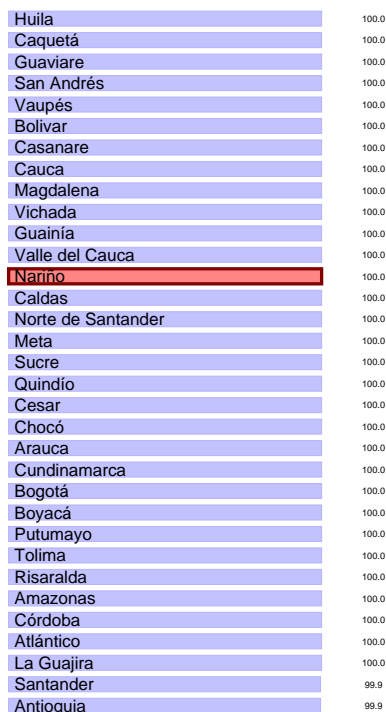 Huila 100.0
Caquetá 100.0
Guaviare 100.0
San Andrés 100.0
Vaupés 100.0
Bolivar 100.0
Casanare 100.0
Cauca 100.0
Magdalena 100.0
Vichada 100.0
Guainía 100.0
Valle del Cauca 100.0
Nariño 100.0
Caldas 100.0
Norte de Santander 100.0
Meta 100.0
Sucre 100.0
Quindío 100.0
Cesar 100.0
Chocó 100.0
Arauca 100.0
Cundinamarca 100.0
Bogotá 100.0
Boyacá 100.0
Putumayo 100.0
Tolima 100.0
Risaralda 100.0
Amazonas 100.0
Córdoba 100.0
Atlántico 100.0
La Guajira 100.0
Santander 99.9
Antioquia 99.9